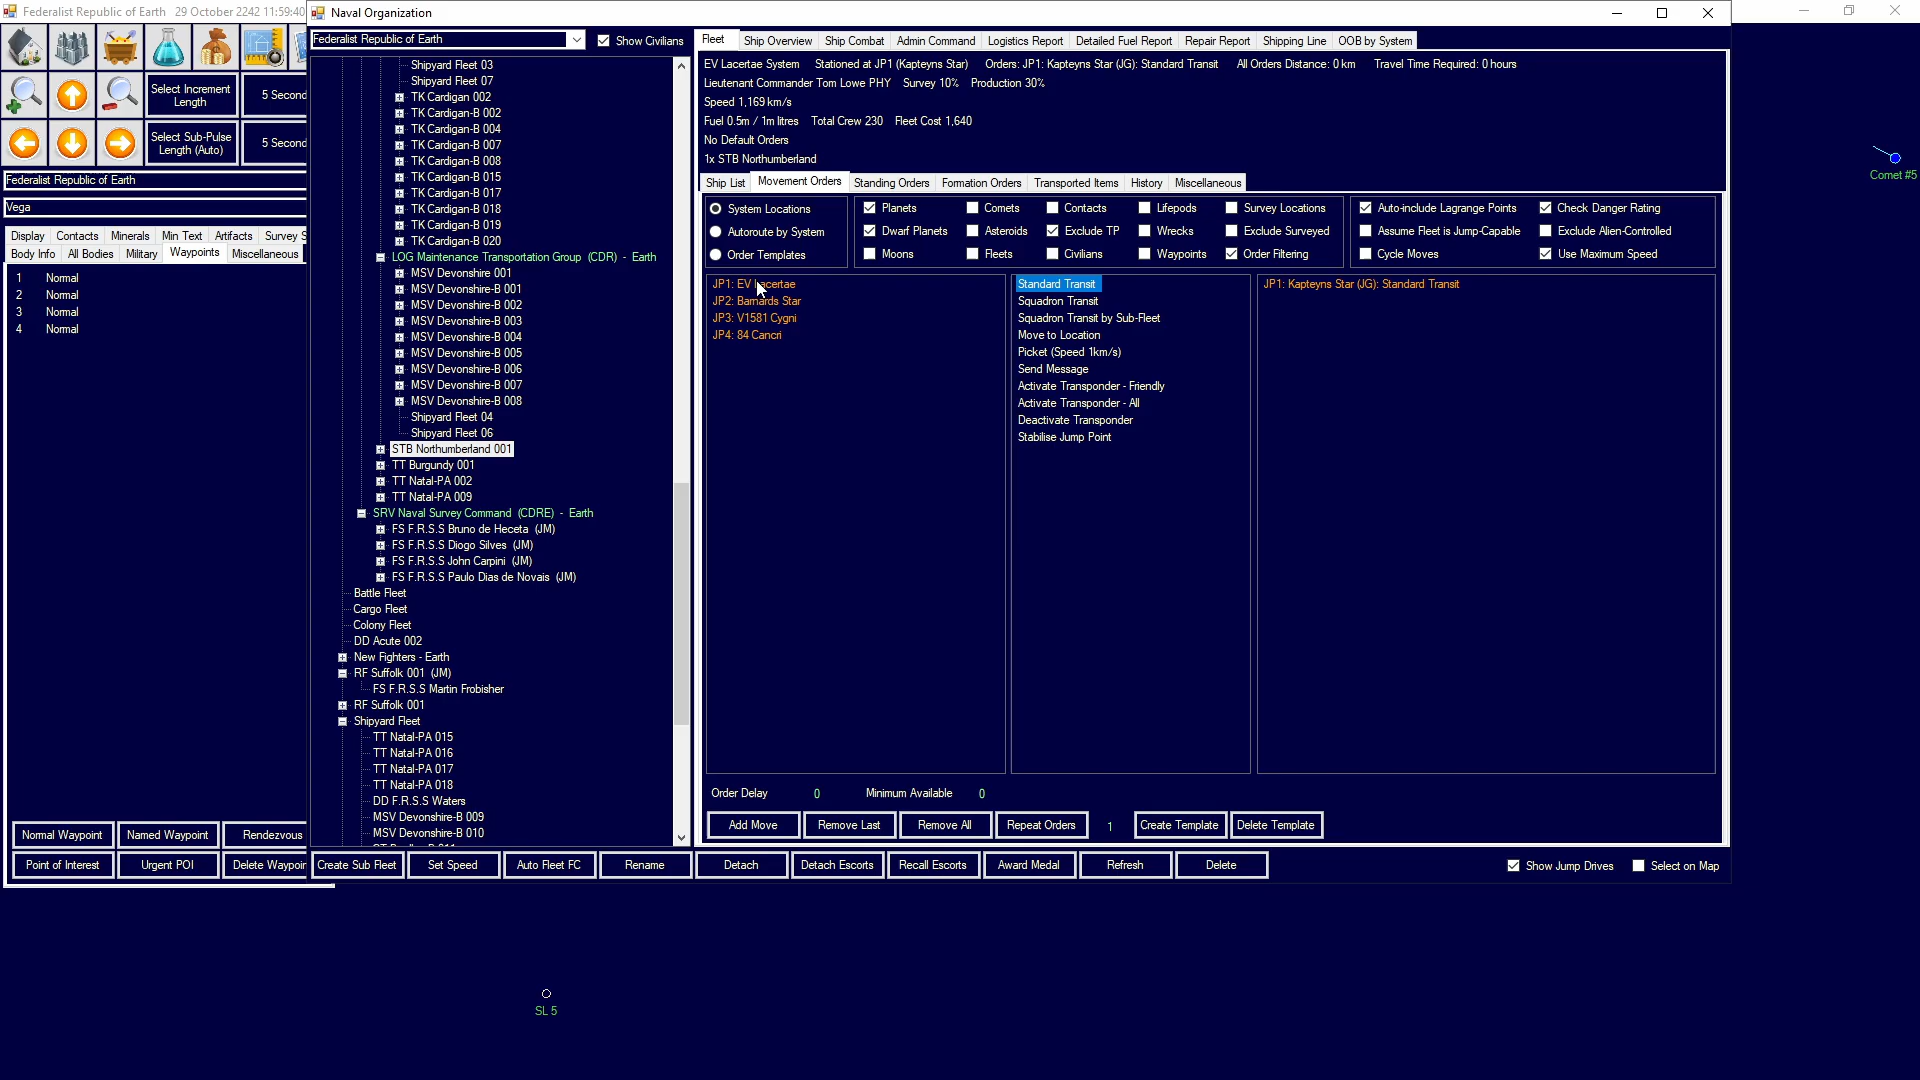 Federalist Republic of Earth 29 October 2242 11:59:40
Naval Organization
Federalist Republic of Earth
Show Civilians
Select Increment Length
5 Second
Select Sub-Pulse Length (Auto)
5 Second
Federalist Republic of Earth
Vega
Display Contacts Minerals Min Text Artifacts Survey S
Body Info All Bodies Military Waypoints Miscellaneous
1 Normal
2 Normal
3 Normal
4 Normal
Normal Waypoint Named Waypoint Rendezvous
Point of Interest Urgent POI Delete Waypoin
Shipyard Fleet 03
Shipyard Fleet 07
TK Cardigan 002
TK Cardigan-B 002
TK Cardigan-B 004
TK Cardigan-B 007
TK Cardigan-B 008
TK Cardigan-B 015
TK Cardigan-B 017
TK Cardigan-B 018
TK Cardigan-B 019
TK Cardigan-B 020
LOG Maintenance Transportation Group (CDR) - Earth
MSV Devonshire 001
MSV Devonshire-B 001
MSV Devonshire-B 002
MSV Devonshire-B 003
MSV Devonshire-B 004
MSV Devonshire-B 005
MSV Devonshire-B 006
MSV Devonshire-B 007
MSV Devonshire-B 008
Shipyard Fleet 04
Shipyard Fleet 06
STB Northumberland 001
TT Burgundy 001
TT Natal-PA 002
TT Natal-PA 009
SRV Naval Survey Command (CDRE) - Earth
FS F.R.S.S Bruno de Heceta (JM)
FS F.R.S.S Diogo Silves (JM)
FS F.R.S.S John Carpini (JM)
FS F.R.S.S Paulo Dias de Novais (JM)
Battle Fleet
Cargo Fleet
Colony Fleet
DD Acute 002
New Fighters - Earth
RF Suffolk 001 (JM)
FS F.R.S.S Martin Frobisher
RF Suffolk 001
Shipyard Fleet
TT Natal-PA 015
TT Natal-PA 016
TT Natal-PA 017
TT Natal-PA 018
DD F.R.S.S Waters
MSV Devonshire-B 009
MSV Devonshire-B 010
Fleet Ship Overview Ship Combat Admin Command Logistics Report Detailed Fuel Report Repair Report Shipping Line OOB by System
EV Lacertae System Stationed at JP1 (Kapteyns Star) Orders: JP1: Kapteyns Star (JG): Standard Transit All Orders Distance: 0 km Travel Time Required: 0 hours
Lieutenant Commander Tom Lowe PHY Survey 10% Production 30%
Speed 1,169 km/s
Fuel 0.5m / 1m litres Total Crew 230 Fleet Cost 1,640
No Default Orders
1x STB Northumberland
Ship List Movement Orders Standing Orders Formation Orders Transported Items History Miscellaneous
System Locations Planets Comets Contacts Lifepods Survey Locations Auto-include Lagrange Points Check Danger Rating
Autoroute by System Dwarf Planets Asteroids Exclude TP Wrecks Exclude Surveyed Assume Fleet is Jump-Capable Exclude Alien-Controlled
Order Templates Moons Fleets Civilians Waypoints Order Filtering Cycle Moves Use Maximum Speed
JP1: EV Lacertae
JP2: Barnards Star
JP3: V1581 Cygni
JP4: 84 Cancri
Standard Transit
Squadron Transit
Squadron Transit by Sub-Fleet
Move to Location
Picket (Speed 1km/s)
Send Message
Activate Transponder - Friendly
Activate Transponder - All
Deactivate Transponder
Stabilise Jump Point
JP1: Kapteyns Star (JG): Standard Transit
Order Delay 0 Minimum Available 0
Add Move Remove Last Remove All Repeat Orders 1 Create Template Delete Template
Create Sub Fleet Set Speed Auto Fleet FC Rename Detach Detach Escorts Recall Escorts Award Medal Refresh Delete Show Jump Drives Select on Map
Comet #5
SL 5